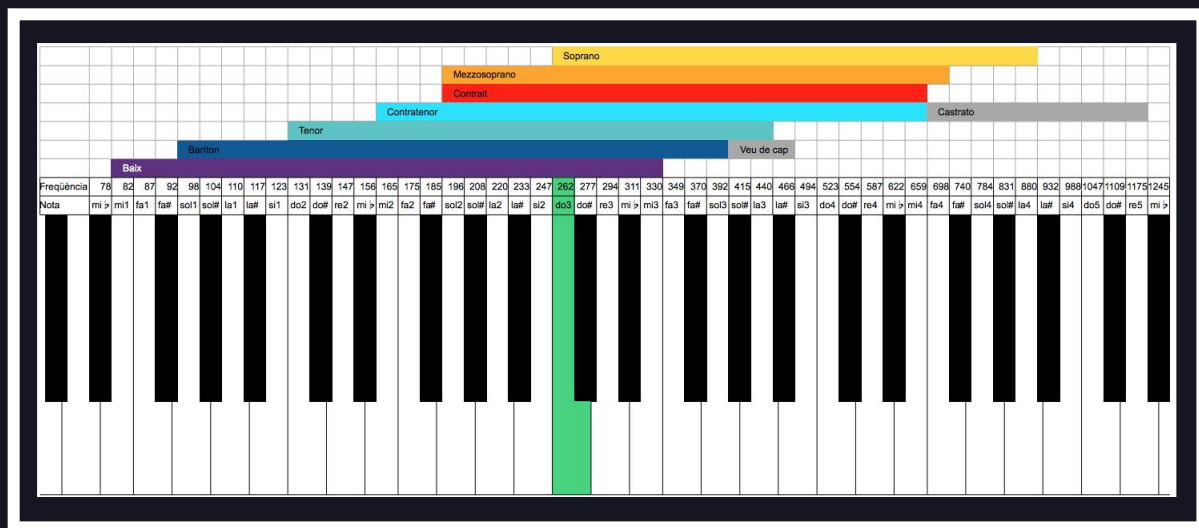 Soprano
Mezzosoprano
Contralt
Contratenor Castrato
Tenor
Baríton Veu de cap
Baix
Freqüència 78 82 87 92 98 104 110 117 123 131 139 147 156 165 175 185 196 208 220 233 247 262 277 294 311 330 349 370 392 415 440 466 494 523 554 587 622 659 698 740 784 831 880 932 988 1047 1109 1175 1245
Nota mi♭ mi1 fa1 fa# sol1 sol# la1 la# si1 do2 do# re2 mi♭ mi2 fa2 fa# sol2 sol# la2 la# si2 do3 do# re3 mi♭ mi3 fa3 fa# sol3 sol# la3 la# si3 do4 do# re4 mi♭ mi4 fa4 fa# sol4 sol# la4 la# si4 do5 do# re5 mi♭